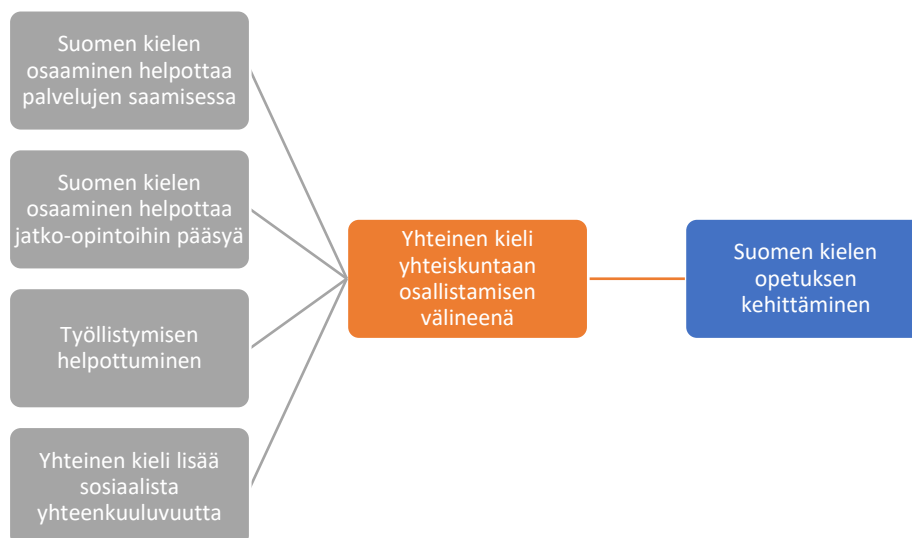 Suomen kielen
osaaminen helpottaa
palvelujen saamisessa
Suomen kielen
osaaminen helpottaa
jatko-opintoihin pääsyä
Työllistymisen
helpottuminen
Yhteinen kieli lisää
sosiaalista
yhteenkuuluvuutta
Yhteinen kieli
yhteiskuntaan
osallistamisen
välineenä
Suomen kielen
opetuksen
kehittäminen